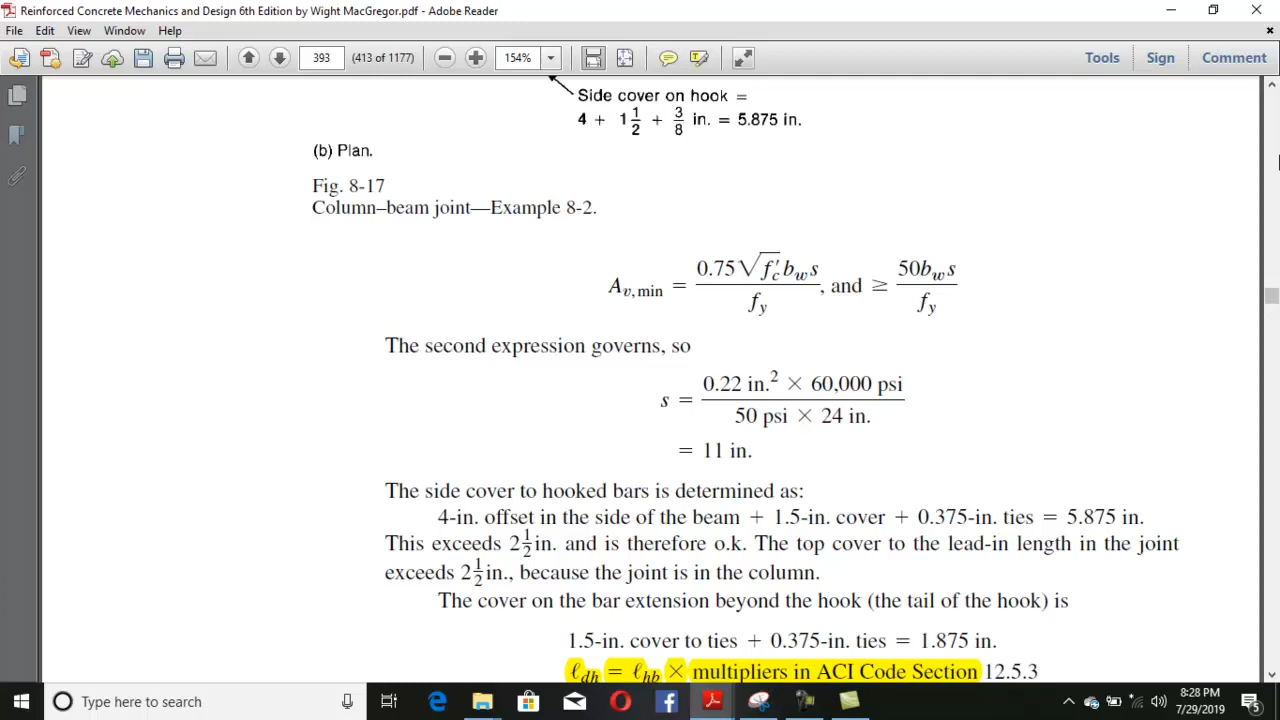 Reinforced Concrete Mechanics and Design 6th Edition by Wight MacGregor.pdf - Adobe Reader
File Edit View Window Help
393 (413 of 1177) 154% Tools Sign Comment
Side cover on hook =
4 + 1 1/2 + 3/8 in. = 5.875 in.
(b) Plan.
Fig. 8-17
Column–beam joint—Example 8-2.
A_v,min = 0.75√f′_c b_w s / f_y, and ≥ 50b_w s / f_y
The second expression governs, so
s = 0.22 in.² × 60,000 psi / 50 psi × 24 in.
= 11 in.
The side cover to hooked bars is determined as:
4-in. offset in the side of the beam + 1.5-in. cover + 0.375-in. ties = 5.875 in.
This exceeds 2 1/2 in. and is therefore o.k. The top cover to the lead-in length in the joint
exceeds 2 1/2 in., because the joint is in the column.
The cover on the bar extension beyond the hook (the tail of the hook) is
1.5-in. cover to ties + 0.375-in. ties = 1.875 in.
ℓ_dh = ℓ_hb × multipliers in ACI Code Section 12.5.3
Type here to search
8:28 PM
7/29/2019
5